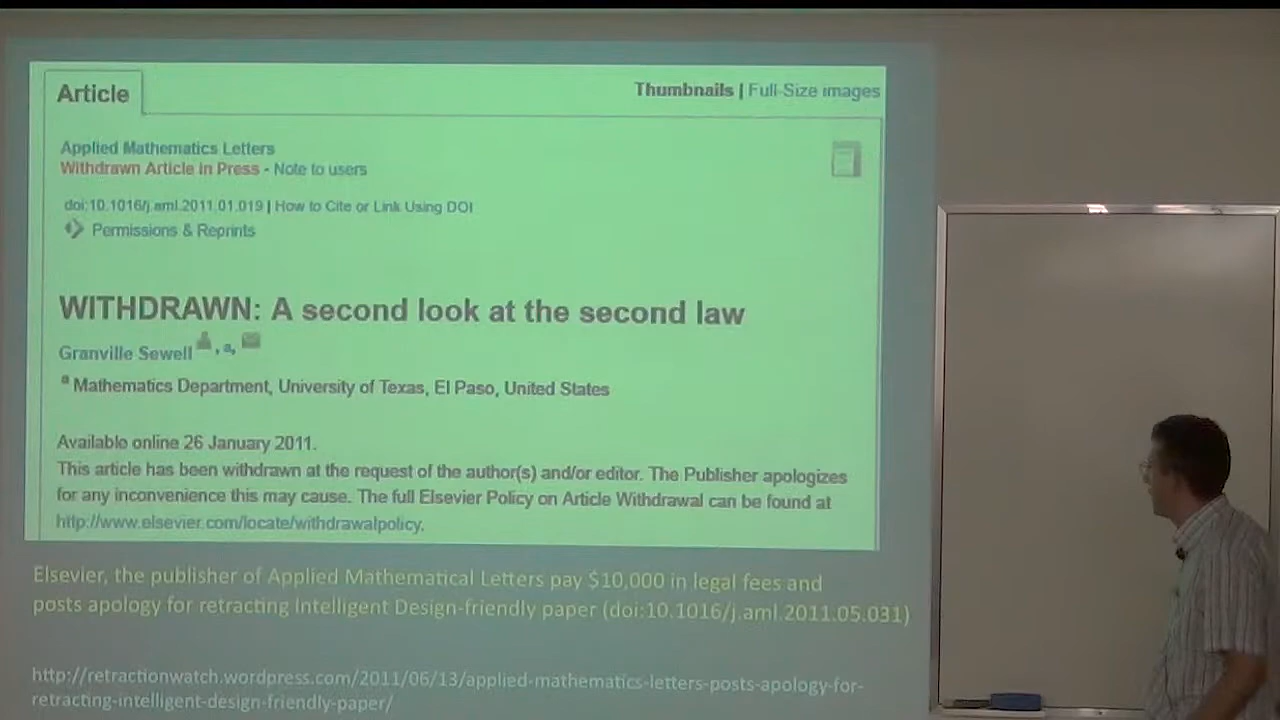 Article
Thumbnails | Full-Size images
Applied Mathematics Letters
Withdrawn Article in Press - Note to users
doi:10.1016/j.aml.2011.01.019 | How to Cite or Link Using DOI
Permissions & Reprints
WITHDRAWN: A second look at the second law
Granville Sewell , a,
a Mathematics Department, University of Texas, El Paso, United States
Available online 26 January 2011.
This article has been withdrawn at the request of the author(s) and/or editor. The Publisher apologizes
for any inconvenience this may cause. The full Elsevier Policy on Article Withdrawal can be found at
http://www.elsevier.com/locate/withdrawalpolicy.
Elsevier, the publisher of Applied Mathematical Letters pay $10,000 in legal fees and
posts apology for retracting Intelligent Design-friendly paper (doi:10.1016/j.aml.2011.05.031)
http://retractionwatch.wordpress.com/2011/06/13/applied-mathematics-letters-posts-apology-for-
retracting-intelligent-design-friendly-paper/